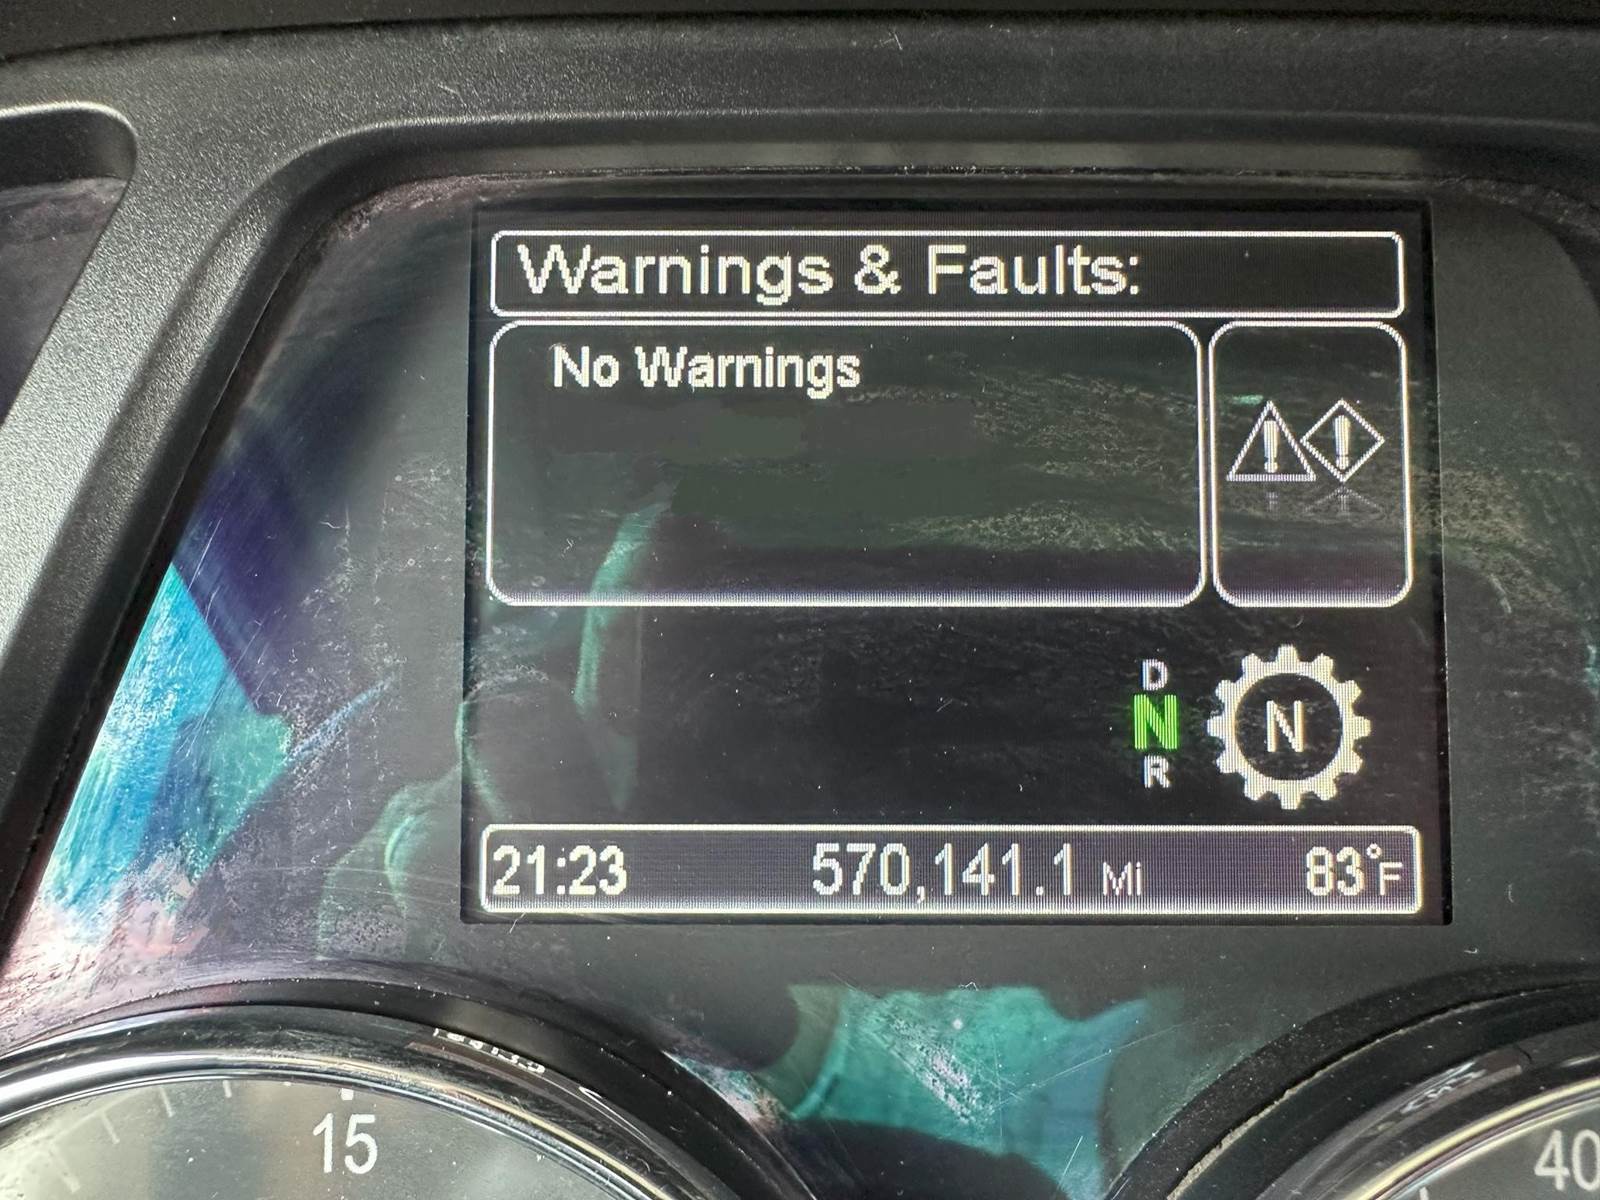 Warnings & Faults:
No Warnings
D
N
R
N
21:23 570,141.1 Mi 83°F
15
40